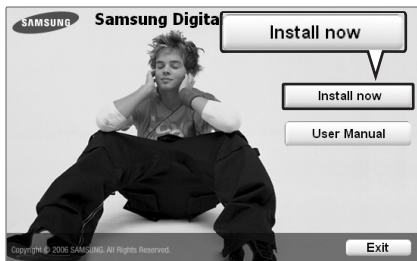 SAMSUNG
Samsung Digita
Install now
Install now
User Manual
Copyright © 2006 SAMSUNG. All Rights Reserved.
Exit